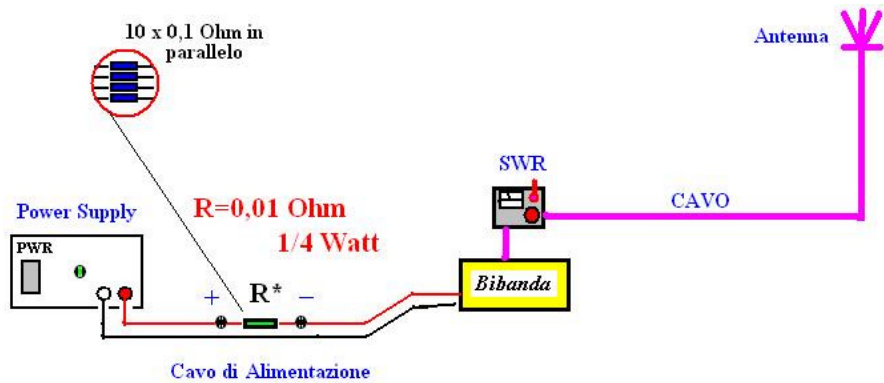 10 x 0,1 Ohm in
parallelo
Antenna
SWR
CAVO
Power Supply
R=0,01 Ohm
1/4 Watt
PWR
Bibanda
+ R* −
Cavo di Alimentazione